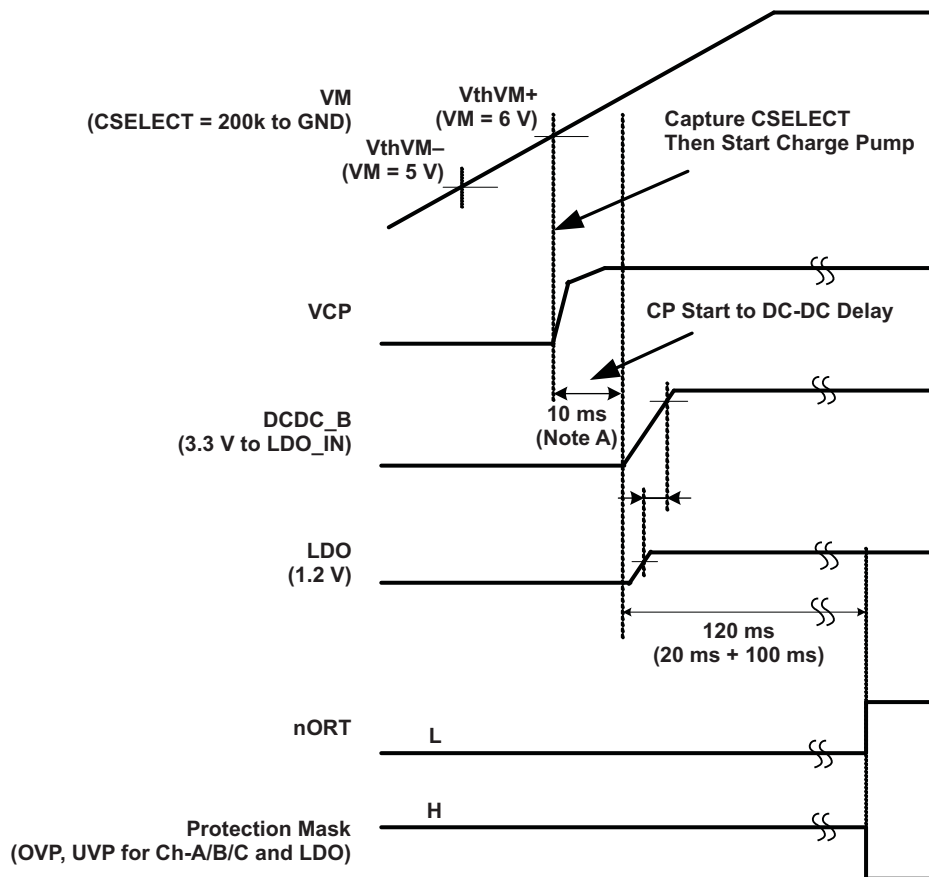 VM
(CSELECT = 200k to GND)
VthVM+
(VM = 6 V)
VthVM–
(VM = 5 V)
Capture CSELECT
Then Start Charge Pump
VCP
CP Start to DC-DC Delay
10 ms
(Note A)
DCDC_B
(3.3 V to LDO_IN)
LDO
(1.2 V)
120 ms
(20 ms + 100 ms)
nORT
L
H
Protection Mask
(OVP, UVP for Ch-A/B/C and LDO)